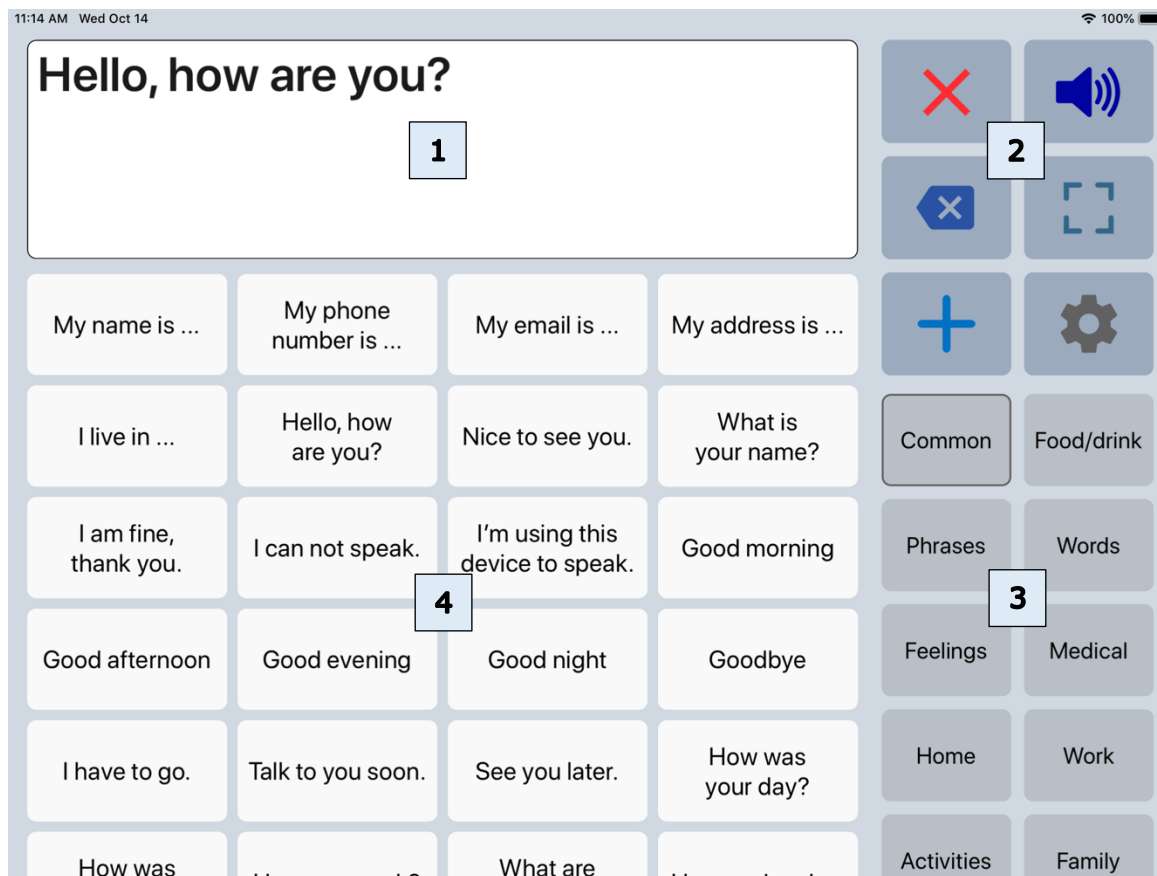 11:14 AM Wed Oct 14
100%
Hello, how are you?
1
2
My name is ...
My phone
number is ...
My email is ...
My address is ...
I live in ...
Hello, how
are you?
Nice to see you.
What is
your name?
Common
Food/drink
I am fine,
thank you.
I can not speak.
I’m using this
device to speak.
Good morning
Phrases
Words
4
3
Good afternoon
Good evening
Good night
Goodbye
Feelings
Medical
I have to go.
Talk to you soon.
See you later.
How was
your day?
Home
Work
How was
What are
Activities
Family